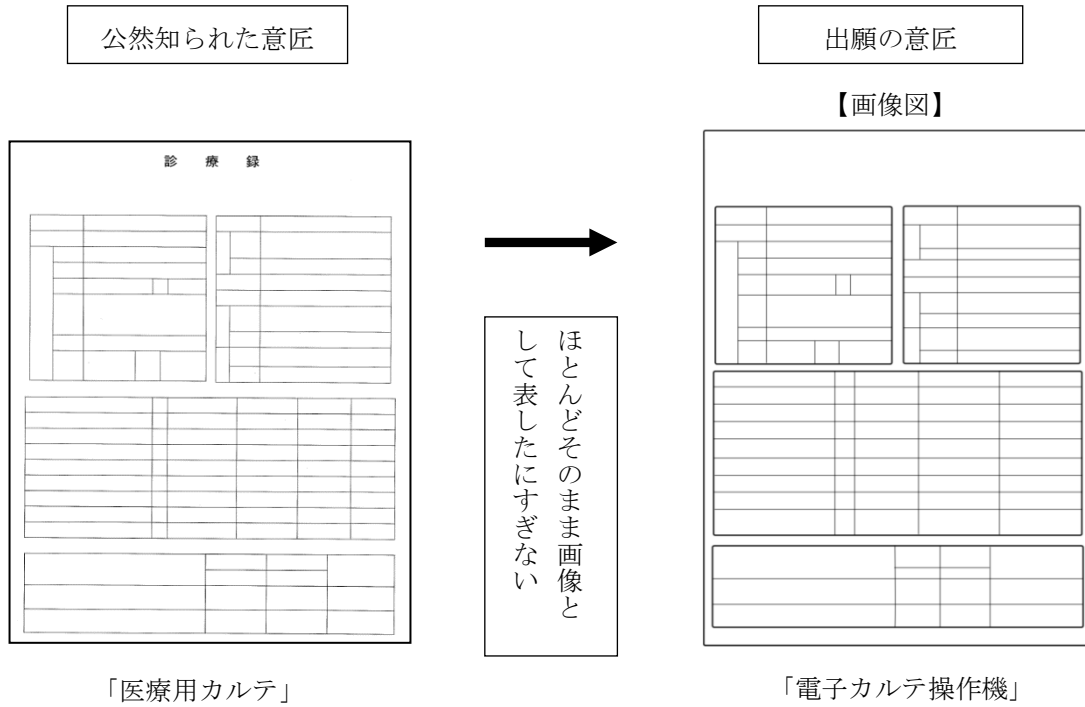 公然知られた意匠
出願の意匠
【画像図】
診 療 録
ほとんどそのまま画像と
して表したにすぎない
「医療用カルテ」
「電子カルテ操作機」